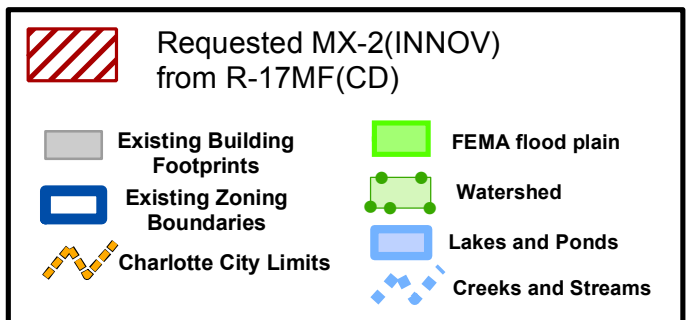 Requested MX-2(INNOV)
from R-17MF(CD)
Existing Building
Footprints
Existing Zoning
Boundaries
Charlotte City Limits
FEMA flood plain
Watershed
Lakes and Ponds
Creeks and Streams